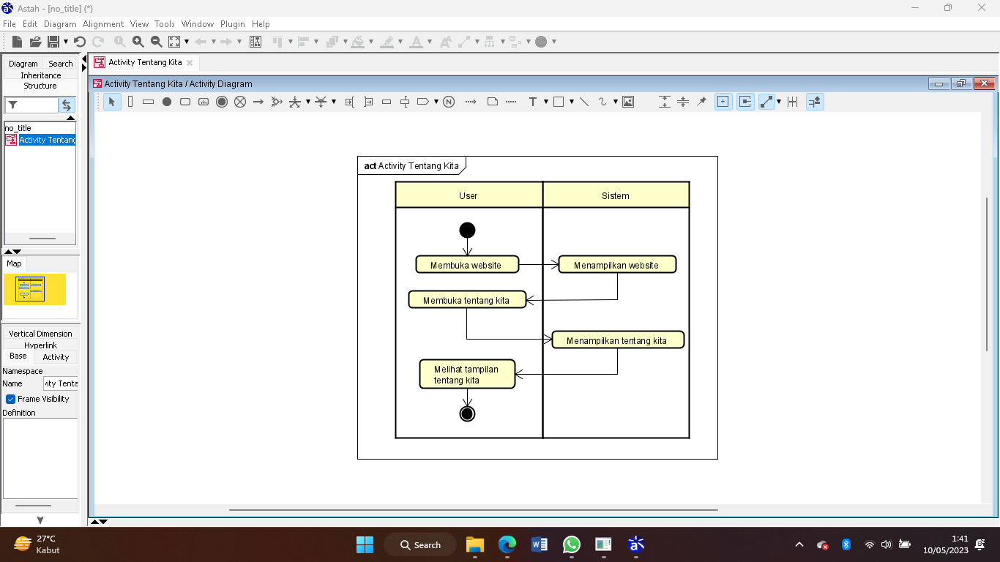 Astah - [no_title] (*)
File Edit Diagram Alignment View Tools Window Plugin Help
Diagram Search
Inheritance
Structure
no_title
Activity Tentang
Map
Vertical Dimension
Hyperlink
Base Activity
Namespace
Name vity Tenta
Frame Visibility
Definition
Activity Tentang Kita
Activity Tentang Kita / Activity Diagram
N
T
act Activity Tentang Kita
User Sistem
Membuka website Menampilkan website
Membuka tentang kita
Menampilkan tentang kita
Melihat tampilan
tentang kita
27°C
Kabut
Search
1:41
10/05/2023